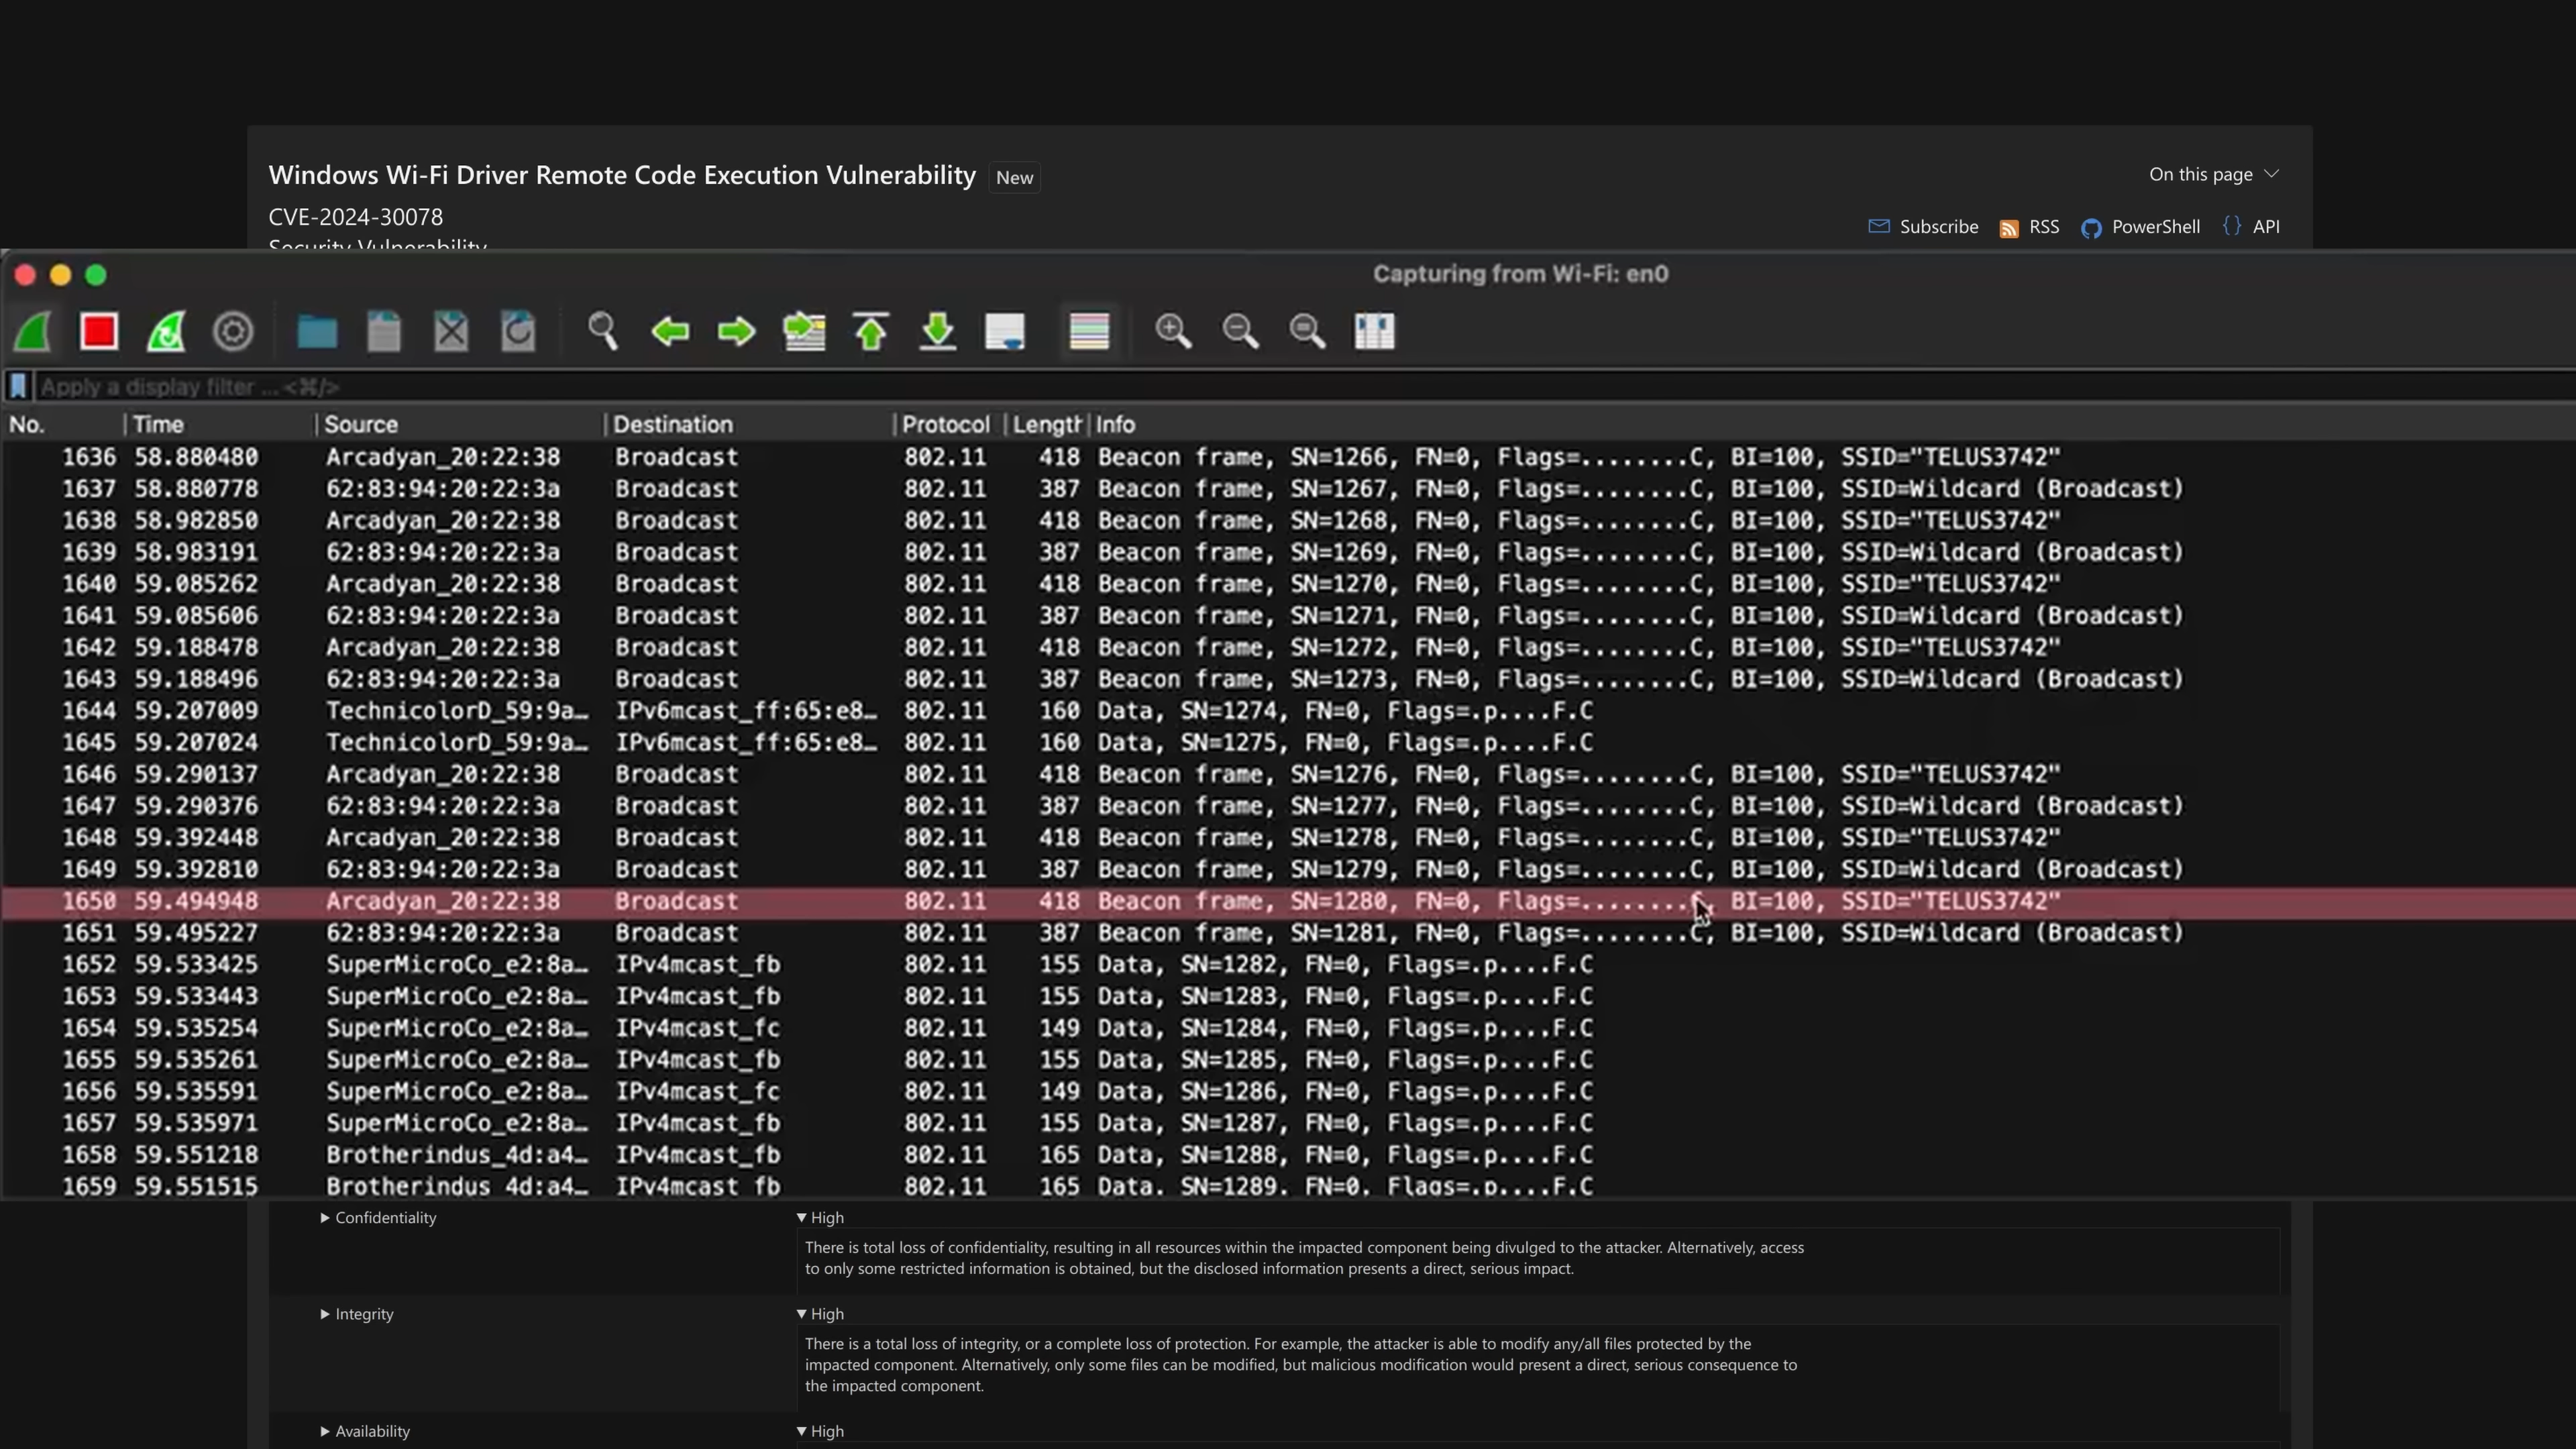 Windows Wi-Fi Driver Remote Code Execution Vulnerability New
On this page
CVE-2024-30078
Subscribe RSS PowerShell {} API
Security Vulnerability
Capturing from Wi-Fi: en0
Apply a display filter ... <⌘/>
No. Time Source Destination Protocol Length Info
1636 58.880480 Arcadyan_20:22:38 Broadcast 802.11 418 Beacon frame, SN=1266, FN=0, Flags=........C, BI=100, SSID="TELUS3742"
1637 58.880778 62:83:94:20:22:3a Broadcast 802.11 387 Beacon frame, SN=1267, FN=0, Flags=........C, BI=100, SSID=Wildcard (Broadcast)
1638 58.982850 Arcadyan_20:22:38 Broadcast 802.11 418 Beacon frame, SN=1268, FN=0, Flags=........C, BI=100, SSID="TELUS3742"
1639 58.983191 62:83:94:20:22:3a Broadcast 802.11 387 Beacon frame, SN=1269, FN=0, Flags=........C, BI=100, SSID=Wildcard (Broadcast)
1640 59.085262 Arcadyan_20:22:38 Broadcast 802.11 418 Beacon frame, SN=1270, FN=0, Flags=........C, BI=100, SSID="TELUS3742"
1641 59.085606 62:83:94:20:22:3a Broadcast 802.11 387 Beacon frame, SN=1271, FN=0, Flags=........C, BI=100, SSID=Wildcard (Broadcast)
1642 59.188478 Arcadyan_20:22:38 Broadcast 802.11 418 Beacon frame, SN=1272, FN=0, Flags=........C, BI=100, SSID="TELUS3742"
1643 59.188496 62:83:94:20:22:3a Broadcast 802.11 387 Beacon frame, SN=1273, FN=0, Flags=........C, BI=100, SSID=Wildcard (Broadcast)
1644 59.207009 TechnicolorD_59:9a… IPv6mcast_ff:65:e8… 802.11 160 Data, SN=1274, FN=0, Flags=.p....F.C
1645 59.207024 TechnicolorD_59:9a… IPv6mcast_ff:65:e8… 802.11 160 Data, SN=1275, FN=0, Flags=.p....F.C
1646 59.290137 Arcadyan_20:22:38 Broadcast 802.11 418 Beacon frame, SN=1276, FN=0, Flags=........C, BI=100, SSID="TELUS3742"
1647 59.290376 62:83:94:20:22:3a Broadcast 802.11 387 Beacon frame, SN=1277, FN=0, Flags=........C, BI=100, SSID=Wildcard (Broadcast)
1648 59.392448 Arcadyan_20:22:38 Broadcast 802.11 418 Beacon frame, SN=1278, FN=0, Flags=........C, BI=100, SSID="TELUS3742"
1649 59.392810 62:83:94:20:22:3a Broadcast 802.11 387 Beacon frame, SN=1279, FN=0, Flags=........C, BI=100, SSID=Wildcard (Broadcast)
1650 59.494948 Arcadyan_20:22:38 Broadcast 802.11 418 Beacon frame, SN=1280, FN=0, Flags=........C, BI=100, SSID="TELUS3742"
1651 59.495227 62:83:94:20:22:3a Broadcast 802.11 387 Beacon frame, SN=1281, FN=0, Flags=........C, BI=100, SSID=Wildcard (Broadcast)
1652 59.533425 SuperMicroCo_e2:8a… IPv4mcast_fb 802.11 155 Data, SN=1282, FN=0, Flags=.p....F.C
1653 59.533443 SuperMicroCo_e2:8a… IPv4mcast_fb 802.11 155 Data, SN=1283, FN=0, Flags=.p....F.C
1654 59.535254 SuperMicroCo_e2:8a… IPv4mcast_fc 802.11 149 Data, SN=1284, FN=0, Flags=.p....F.C
1655 59.535261 SuperMicroCo_e2:8a… IPv4mcast_fb 802.11 155 Data, SN=1285, FN=0, Flags=.p....F.C
1656 59.535591 SuperMicroCo_e2:8a… IPv4mcast_fc 802.11 149 Data, SN=1286, FN=0, Flags=.p....F.C
1657 59.535971 SuperMicroCo_e2:8a… IPv4mcast_fb 802.11 155 Data, SN=1287, FN=0, Flags=.p....F.C
1658 59.551218 Brotherindus_4d:a4… IPv4mcast_fb 802.11 165 Data, SN=1288, FN=0, Flags=.p....F.C
1659 59.551515 Brotherindus_4d:a4… IPv4mcast_fb 802.11 165 Data, SN=1289, FN=0, Flags=.p....F.C
▶ Confidentiality ▼ High
There is total loss of confidentiality, resulting in all resources within the impacted component being divulged to the attacker. Alternatively, access
to only some restricted information is obtained, but the disclosed information presents a direct, serious impact.
▶ Integrity ▼ High
There is a total loss of integrity, or a complete loss of protection. For example, the attacker is able to modify any/all files protected by the
impacted component. Alternatively, only some files can be modified, but malicious modification would present a direct, serious consequence to
the impacted component.
▶ Availability ▼ High